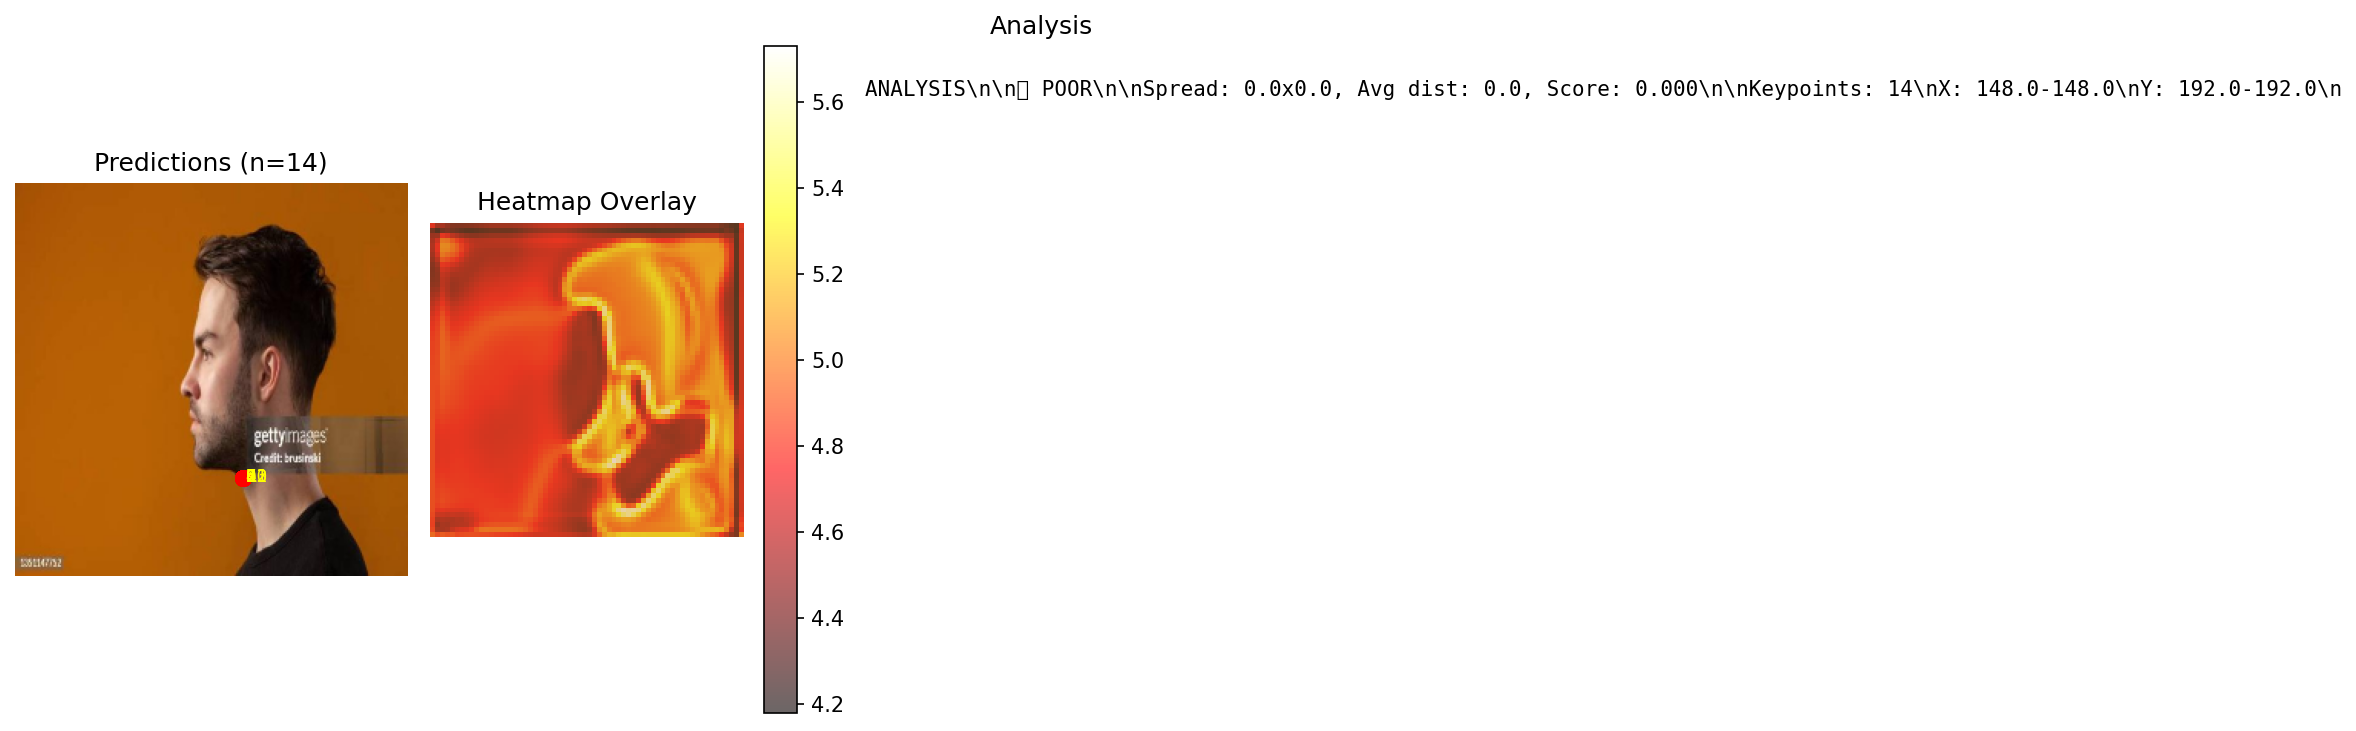 Analysis
ANALYSIS\n\n▯ POOR\n\nSpread: 0.0x0.0, Avg dist: 0.0, Score: 0.000\n\nKeypoints: 14\nX: 148.0-148.0\nY: 192.0-192.0\n
Predictions (n=14)
gettyimages
Credit: brusinski
1351147752
Heatmap Overlay
5.6
5.4
5.2
5.0
4.8
4.6
4.4
4.2